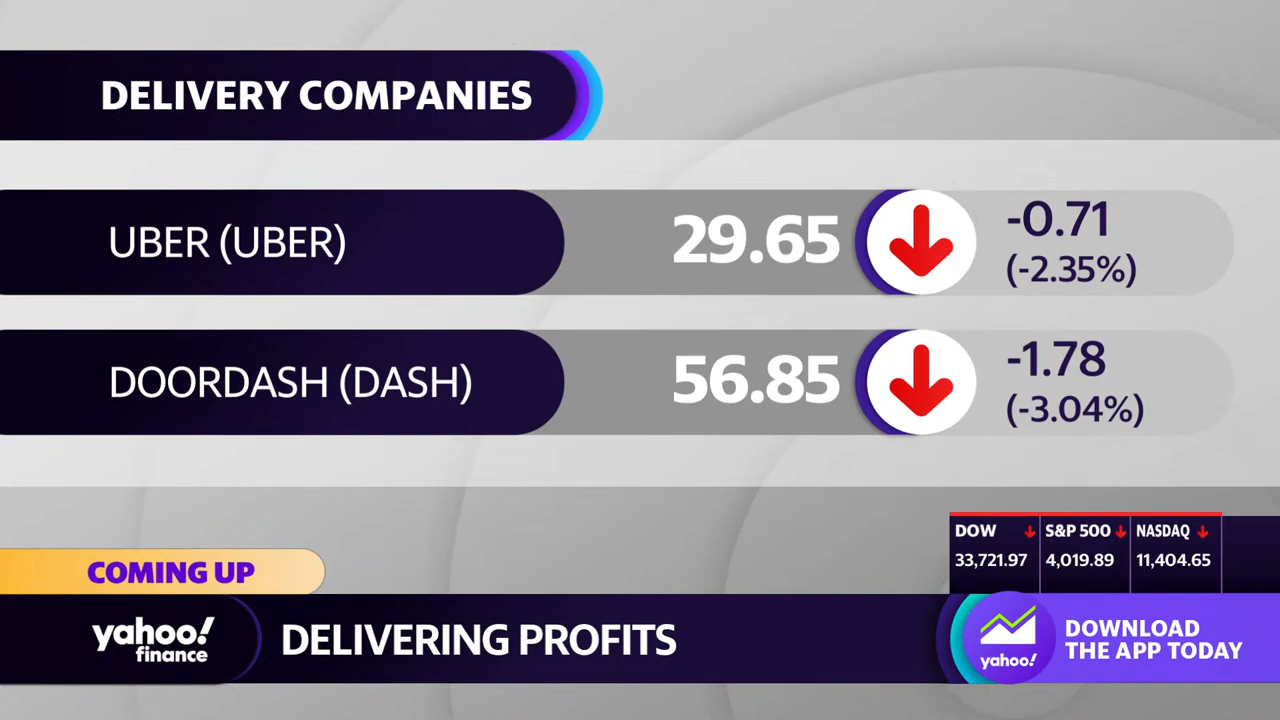 DELIVERY COMPANIES
UBER (UBER) 29.65 -0.71
(-2.35%)
DOORDASH (DASH) 56.85 -1.78
(-3.04%)
DOW S&P 500 NASDAQ
33,721.97 4,019.89 11,404.65
COMING UP
yahoo!
finance
DELIVERING PROFITS
yahoo!
DOWNLOAD
THE APP TODAY